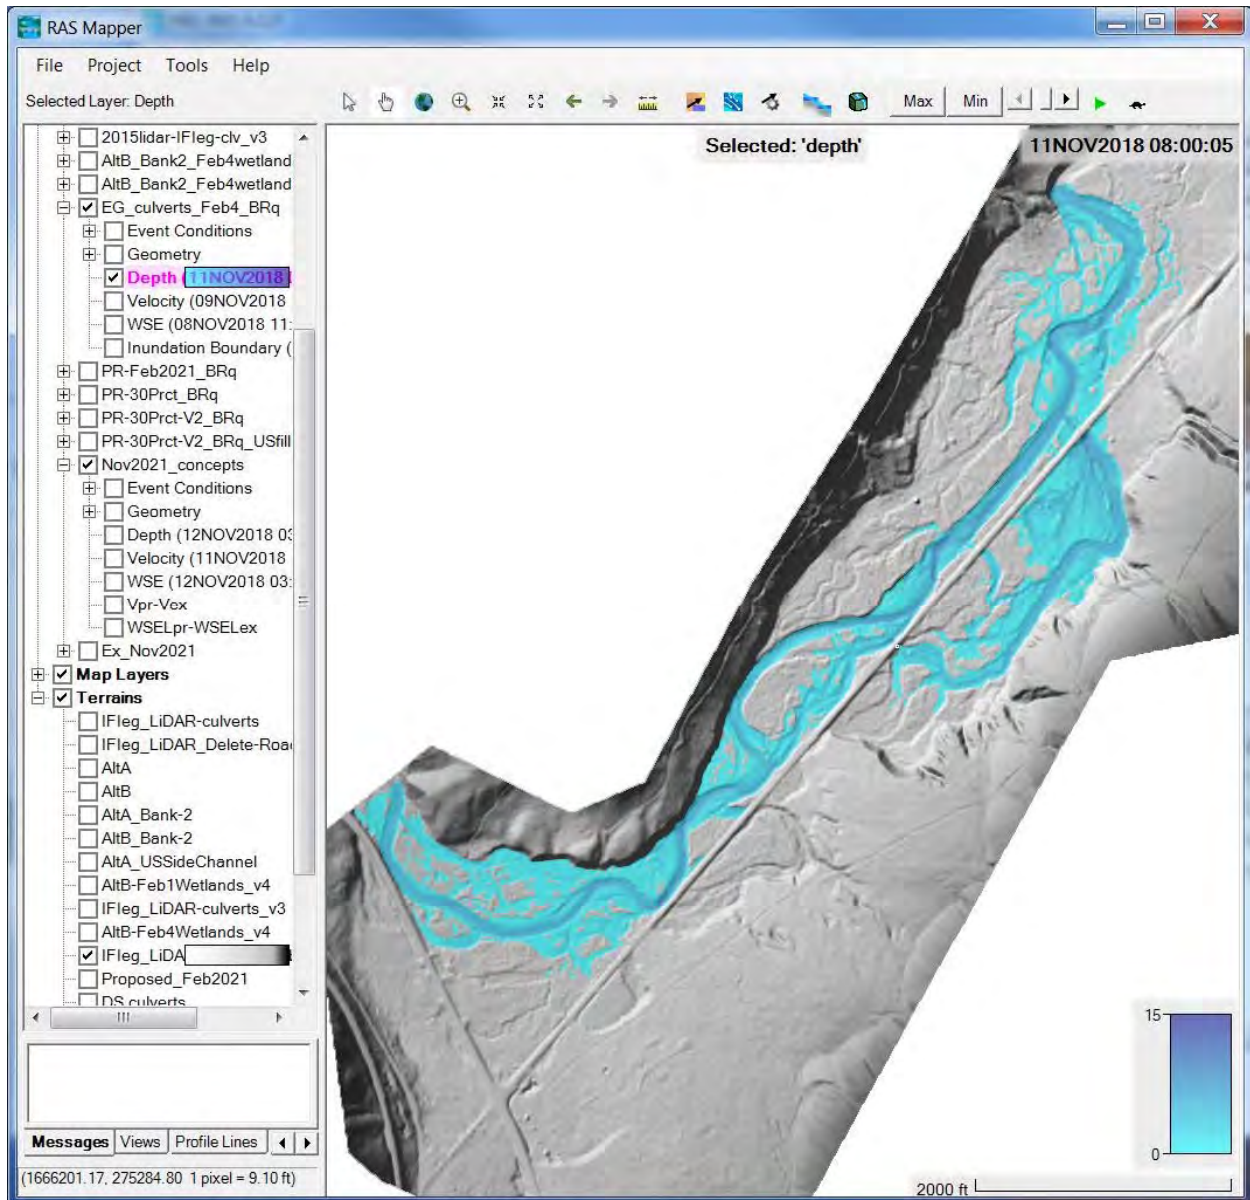 RAS Mapper
File Project Tools Help
Selected Layer: Depth
Max Min
2015lidar-IFleg-clv_v3
AltB_Bank2_Feb4wetland
AltB_Bank2_Feb4wetland
EG_culverts_Feb4_BRq
Event Conditions
Geometry
Depth (11NOV2018
Velocity (09NOV2018
WSE (08NOV2018 11:
Inundation Boundary (
PR-Feb2021_BRq
PR-30Prct_BRq
PR-30Prct-V2_BRq
PR-30Prct-V2_BRq_USfill
Nov2021_concepts
Event Conditions
Geometry
Depth (12NOV2018 03:
Velocity (11NOV2018
WSE (12NOV2018 03:
Vpr-Vex
WSELpr-WSELex
Ex_Nov2021
Map Layers
Terrains
IFleg_LiDAR-culverts
IFleg_LiDAR_Delete-Road
AltA
AltB
AltA_Bank-2
AltB_Bank-2
AltA_USSideChannel
AltB-Feb1Wetlands_v4
IFleg_LiDAR-culverts_v3
AltB-Feb4Wetlands_v4
IFleg_LiDA
Proposed_Feb2021
DS culverts
Messages Views Profile Lines
(1666201.17, 275284.80 1 pixel = 9.10 ft)
Selected: 'depth'
11NOV2018 08:00:05
15
0
2000 ft